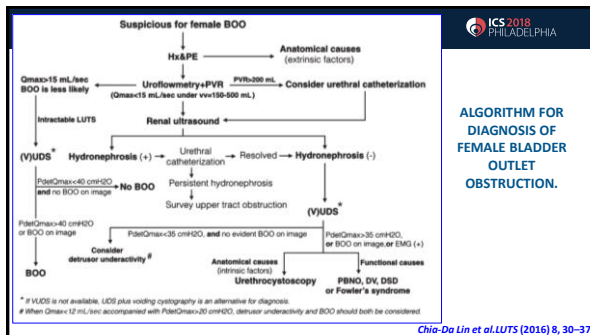 Suspicious for female BOO
ICS 2018
PHILADELPHIA
Hx&PE
Anatomical causes
(extrinsic factors)
Qmax>15 mL/sec
BOO is less likely
Uroflowmetry+PVR
PVR>200 mL
Consider urethral catheterization
(Qmax<15 mL/sec under vv=150-500 mL)
Intractable LUTS
Renal ultrasound
ALGORITHM FOR
DIAGNOSIS OF
FEMALE BLADDER
OUTLET
OBSTRUCTION.
(V)UDS*
Hydronephrosis (+)
Urethral
catheterization
Resolved
Hydronephrosis (-)
PdetQmax<40 cmH2O
and no BOO on image
No BOO
Persistent hydronephrosis
Survey upper tract obstruction
(V)UDS*
PdetQmax>40 cmH2O
or BOO on image
PdetQmax<35 cmH2O, and no evident BOO on image
PdetQmax>35 cmH2O,
or BOO on image, or EMG (+)
Consider
detrusor underactivity #
BOO
Anatomical causes
(intrinsic factors)
Urethrocystoscopy
Functional causes
PBNO, DV, DSD
or Fowler's syndrome
* If VUDS is not available, UDS plus voiding cystography is an alternative for diagnosis.
# When Qmax<12 mL/sec accompanied with PdetQmax>20 cmH2O, detrusor underactivity and BOO should both be considered.
Chia-Da Lin et al.LUTS (2016) 8, 30–37